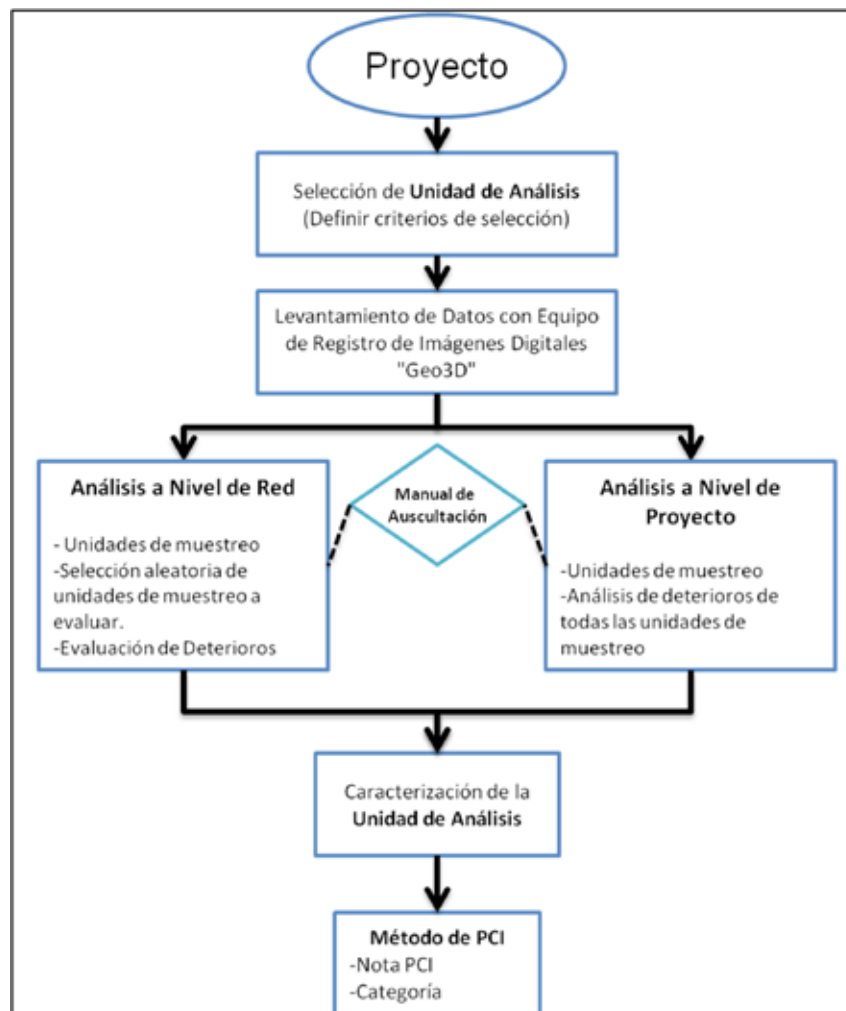 Proyecto
Selección de Unidad de Análisis
(Definir criterios de selección)
Levantamiento de Datos con Equipo
de Registro de Imágenes Digitales
"Geo3D"
Análisis a Nivel de Red
- Unidades de muestreo
-Selección aleatoria de
unidades de muestreo a
evaluar.
-Evaluación de Deterioros
Manual de
Auscultación
Análisis a Nivel de
Proyecto
-Unidades de muestreo
-Análisis de deterioros de
todas las unidades de
muestreo
Caracterización de la
Unidad de Análisis
Método de PCI
-Nota PCI
-Categoría